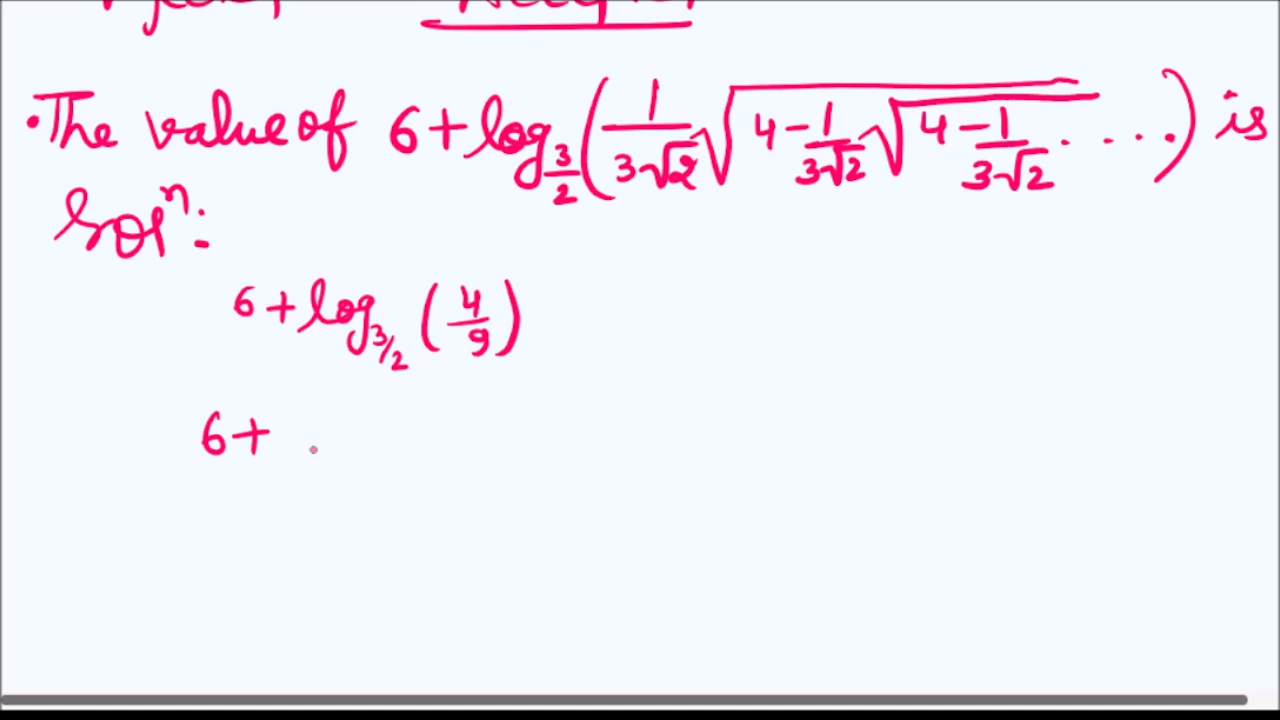 •The value of 6+log_{3/2}(1/(3√2) √(4-1/(3√2) √(4-1/(3√2) .....))) is
Solⁿ:
6+log_{3/2}(4/9)
6+